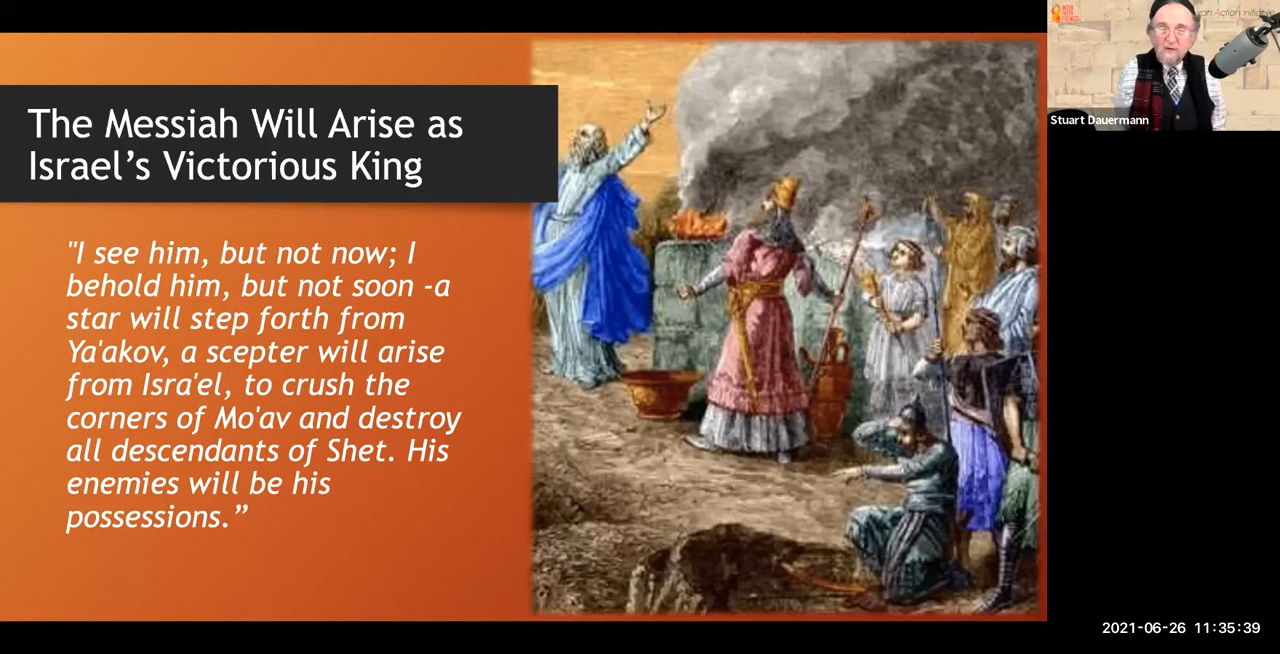 The Messiah Will Arise as
Israel's Victorious King
"I see him, but not now; I
behold him, but not soon -a
star will step forth from
Ya'akov, a scepter will arise
from Isra'el, to crush the
corners of Mo'av and destroy
all descendants of Shet. His
enemies will be his
possessions.”
Action Initiative
Stuart Dauermann
2021-06-26 11:35:39